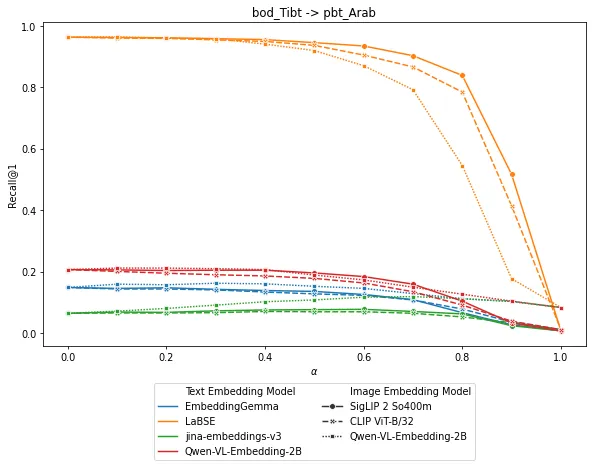 bod_Tibt -> pbt_Arab
1.0
0.8
0.6
0.4
0.2
0.0
Recall@1
0.0 0.2 0.4 0.6 0.8 1.0
α
Text Embedding Model Image Embedding Model
EmbeddingGemma SigLIP 2 So400m
LaBSE CLIP ViT-B/32
jina-embeddings-v3 Qwen-VL-Embedding-2B
Qwen-VL-Embedding-2B